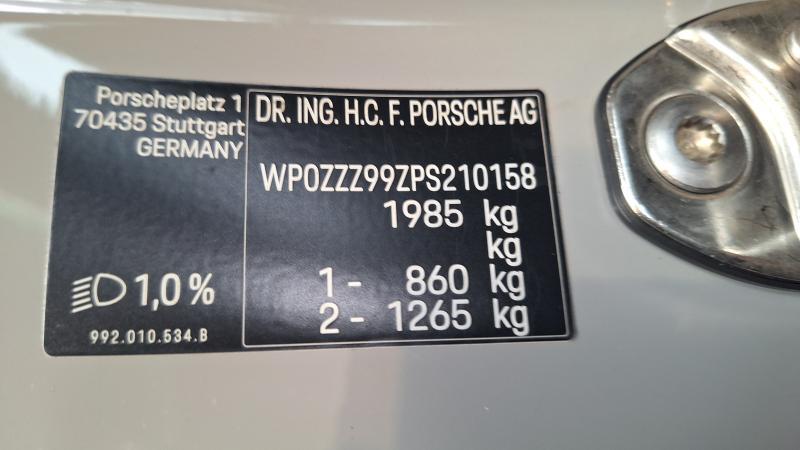 Porscheplatz 1
70435 Stuttgart
GERMANY
1,0 %
992.010.534.B
DR. ING. H.C. F. PORSCHE AG
WP0ZZZ99ZPS210158
1985 kg
kg
1 - 860 kg
2 - 1265 kg